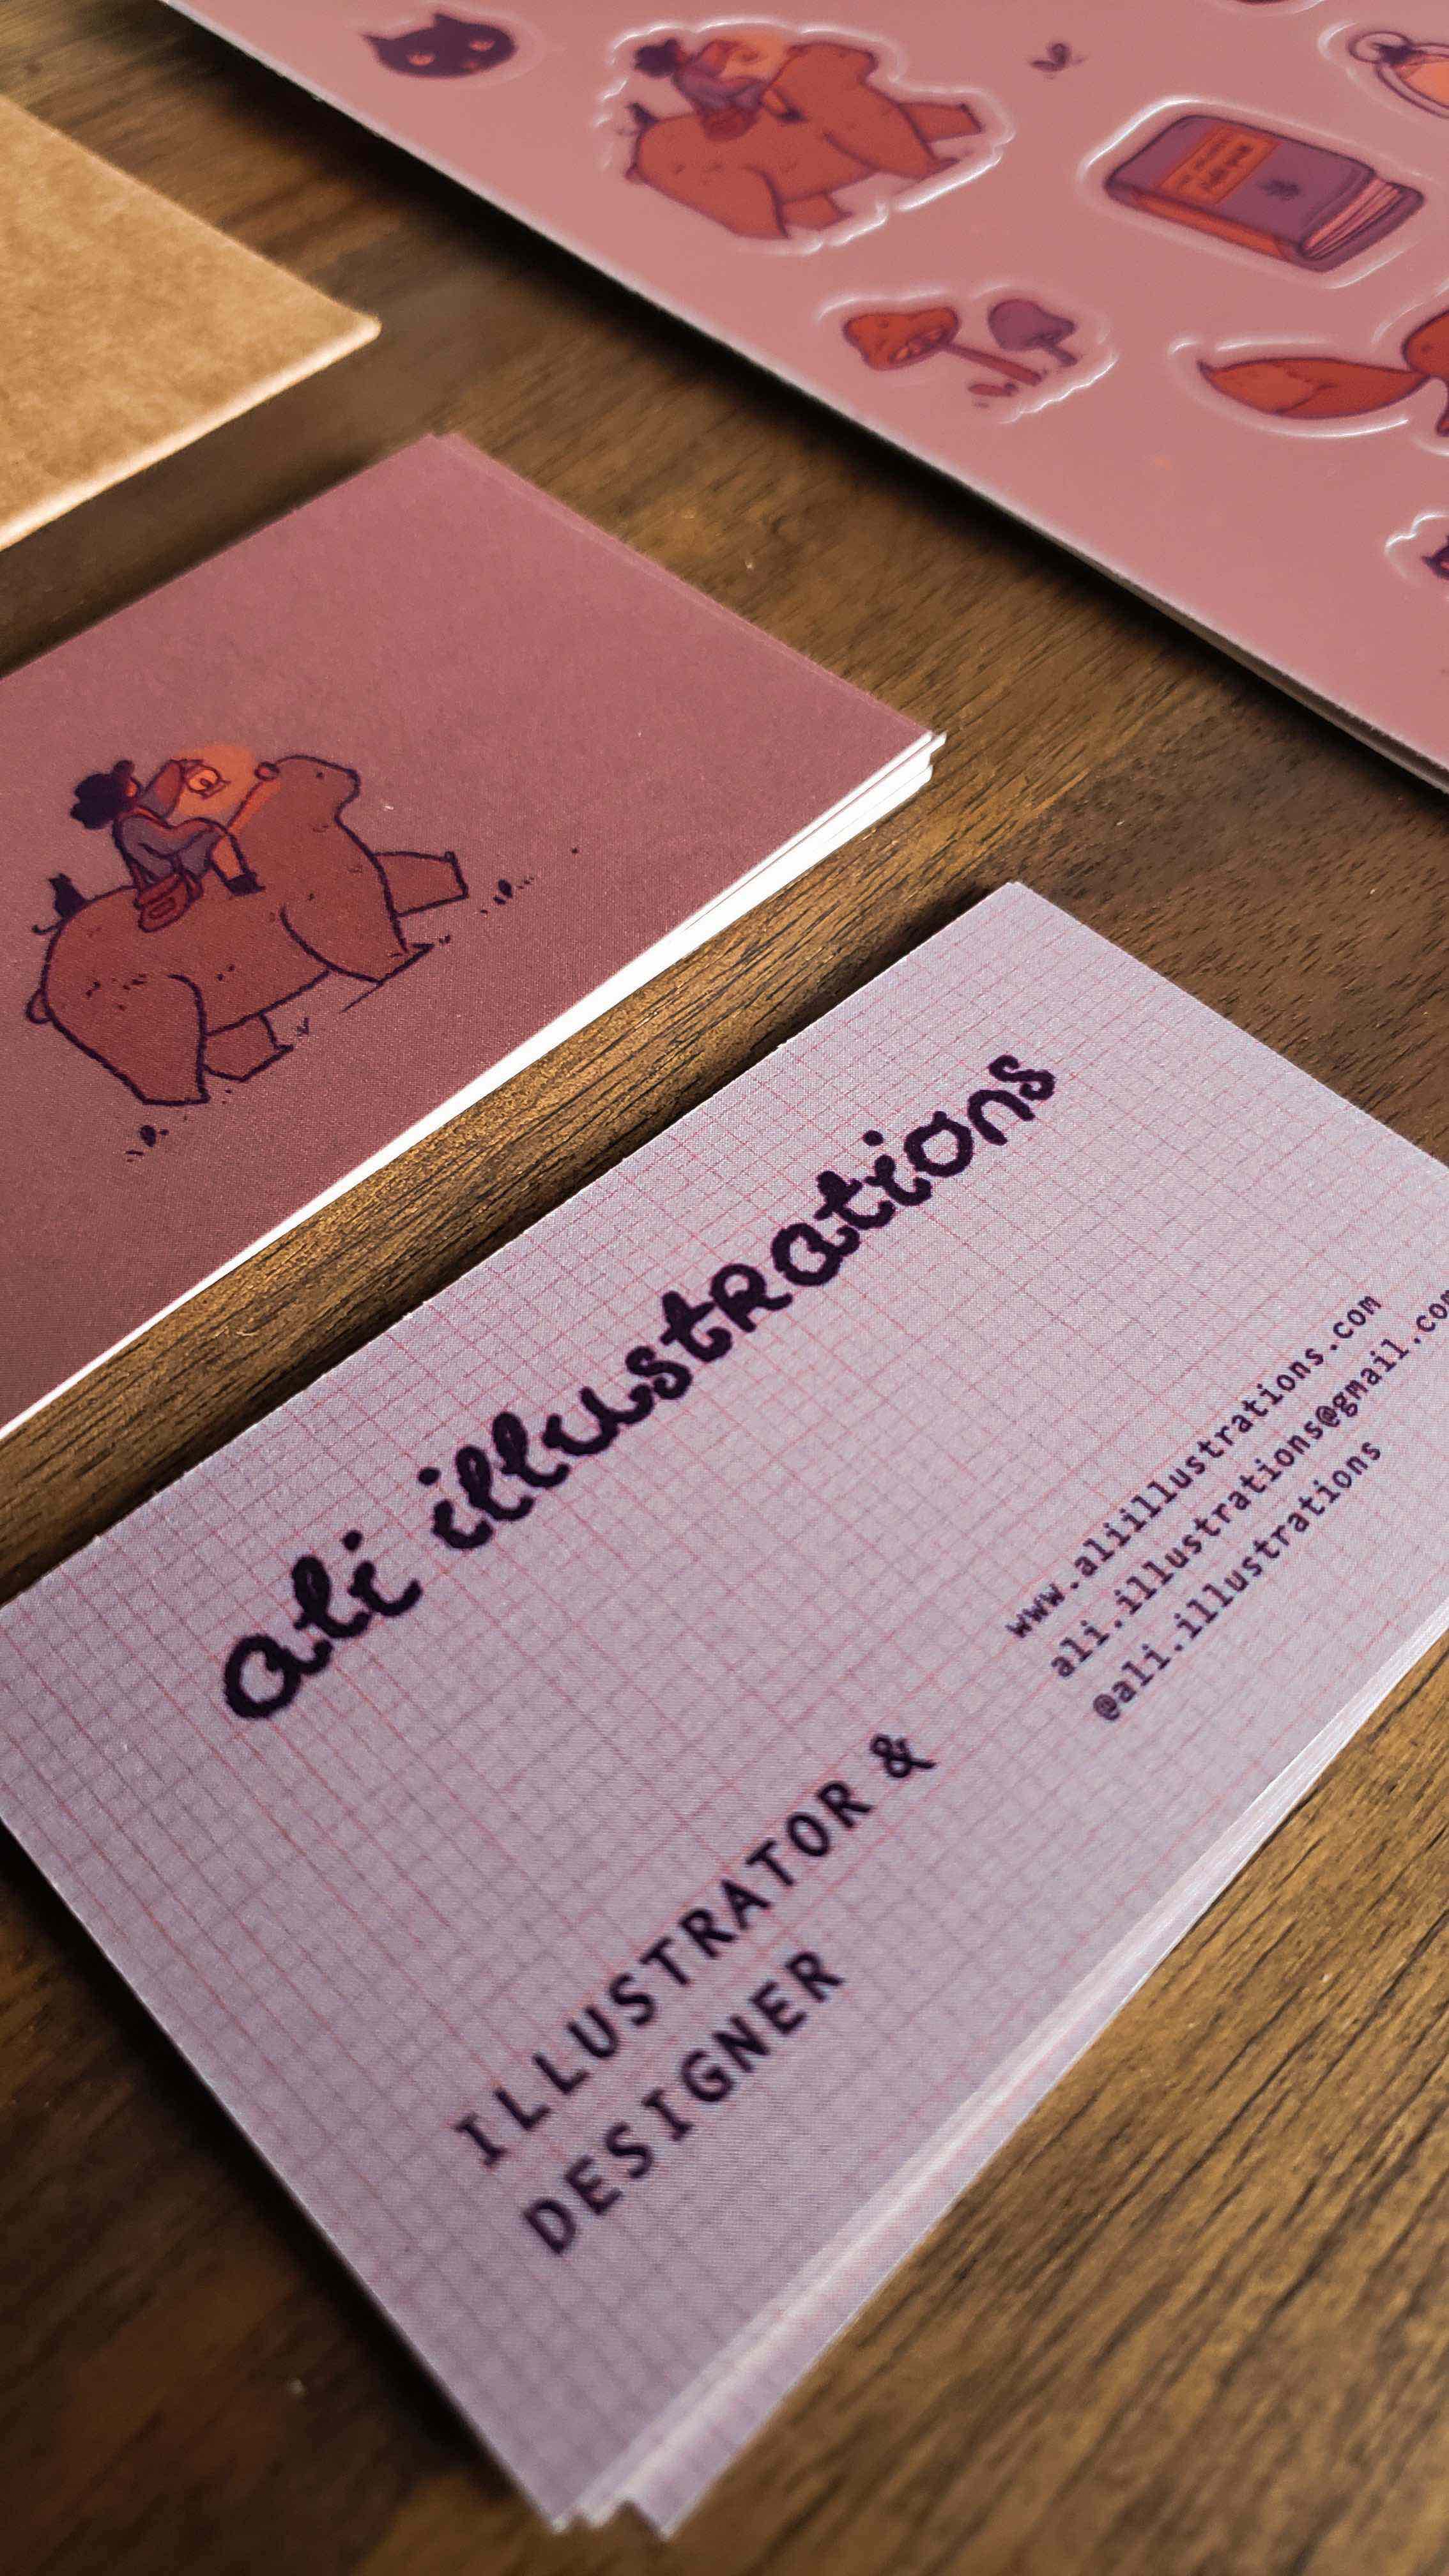 ali illustrations
www.aliillustrations.com
ali.illustrations@gmail.com
@ali.illustrations
ILLUSTRATOR &
DESIGNER